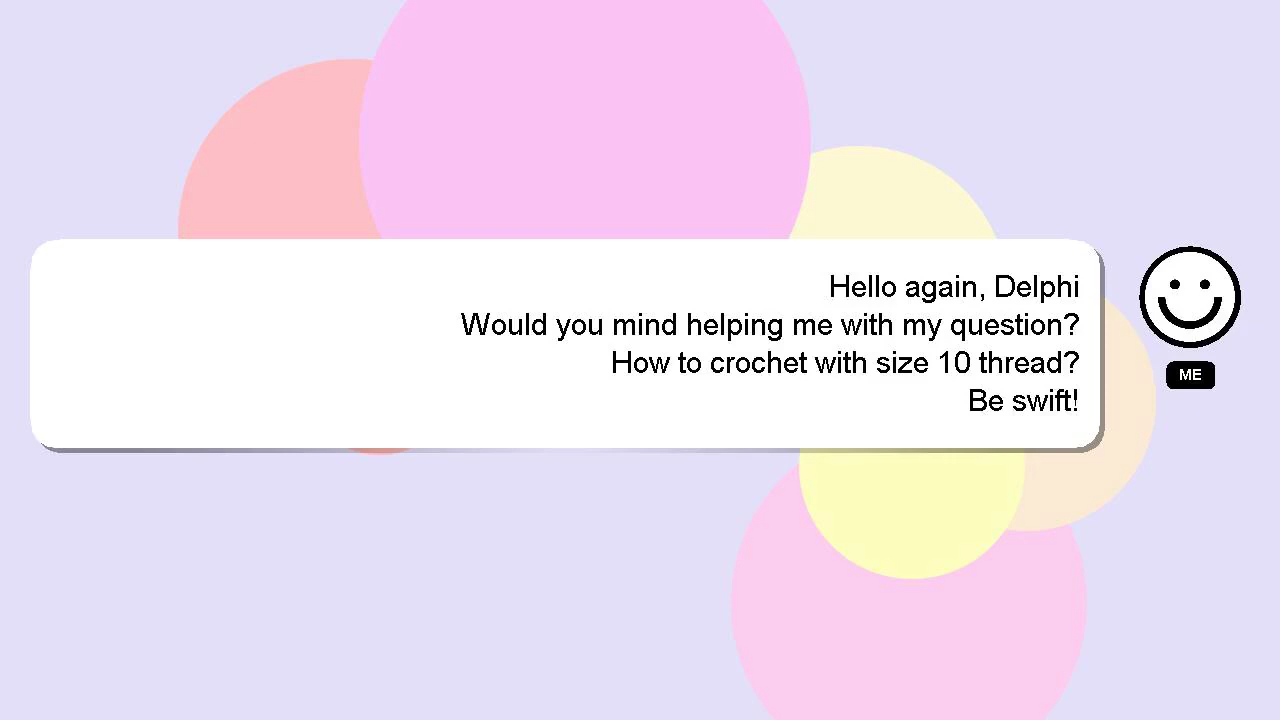 Hello again, Delphi
Would you mind helping me with my question?
How to crochet with size 10 thread?
Be swift!
ME